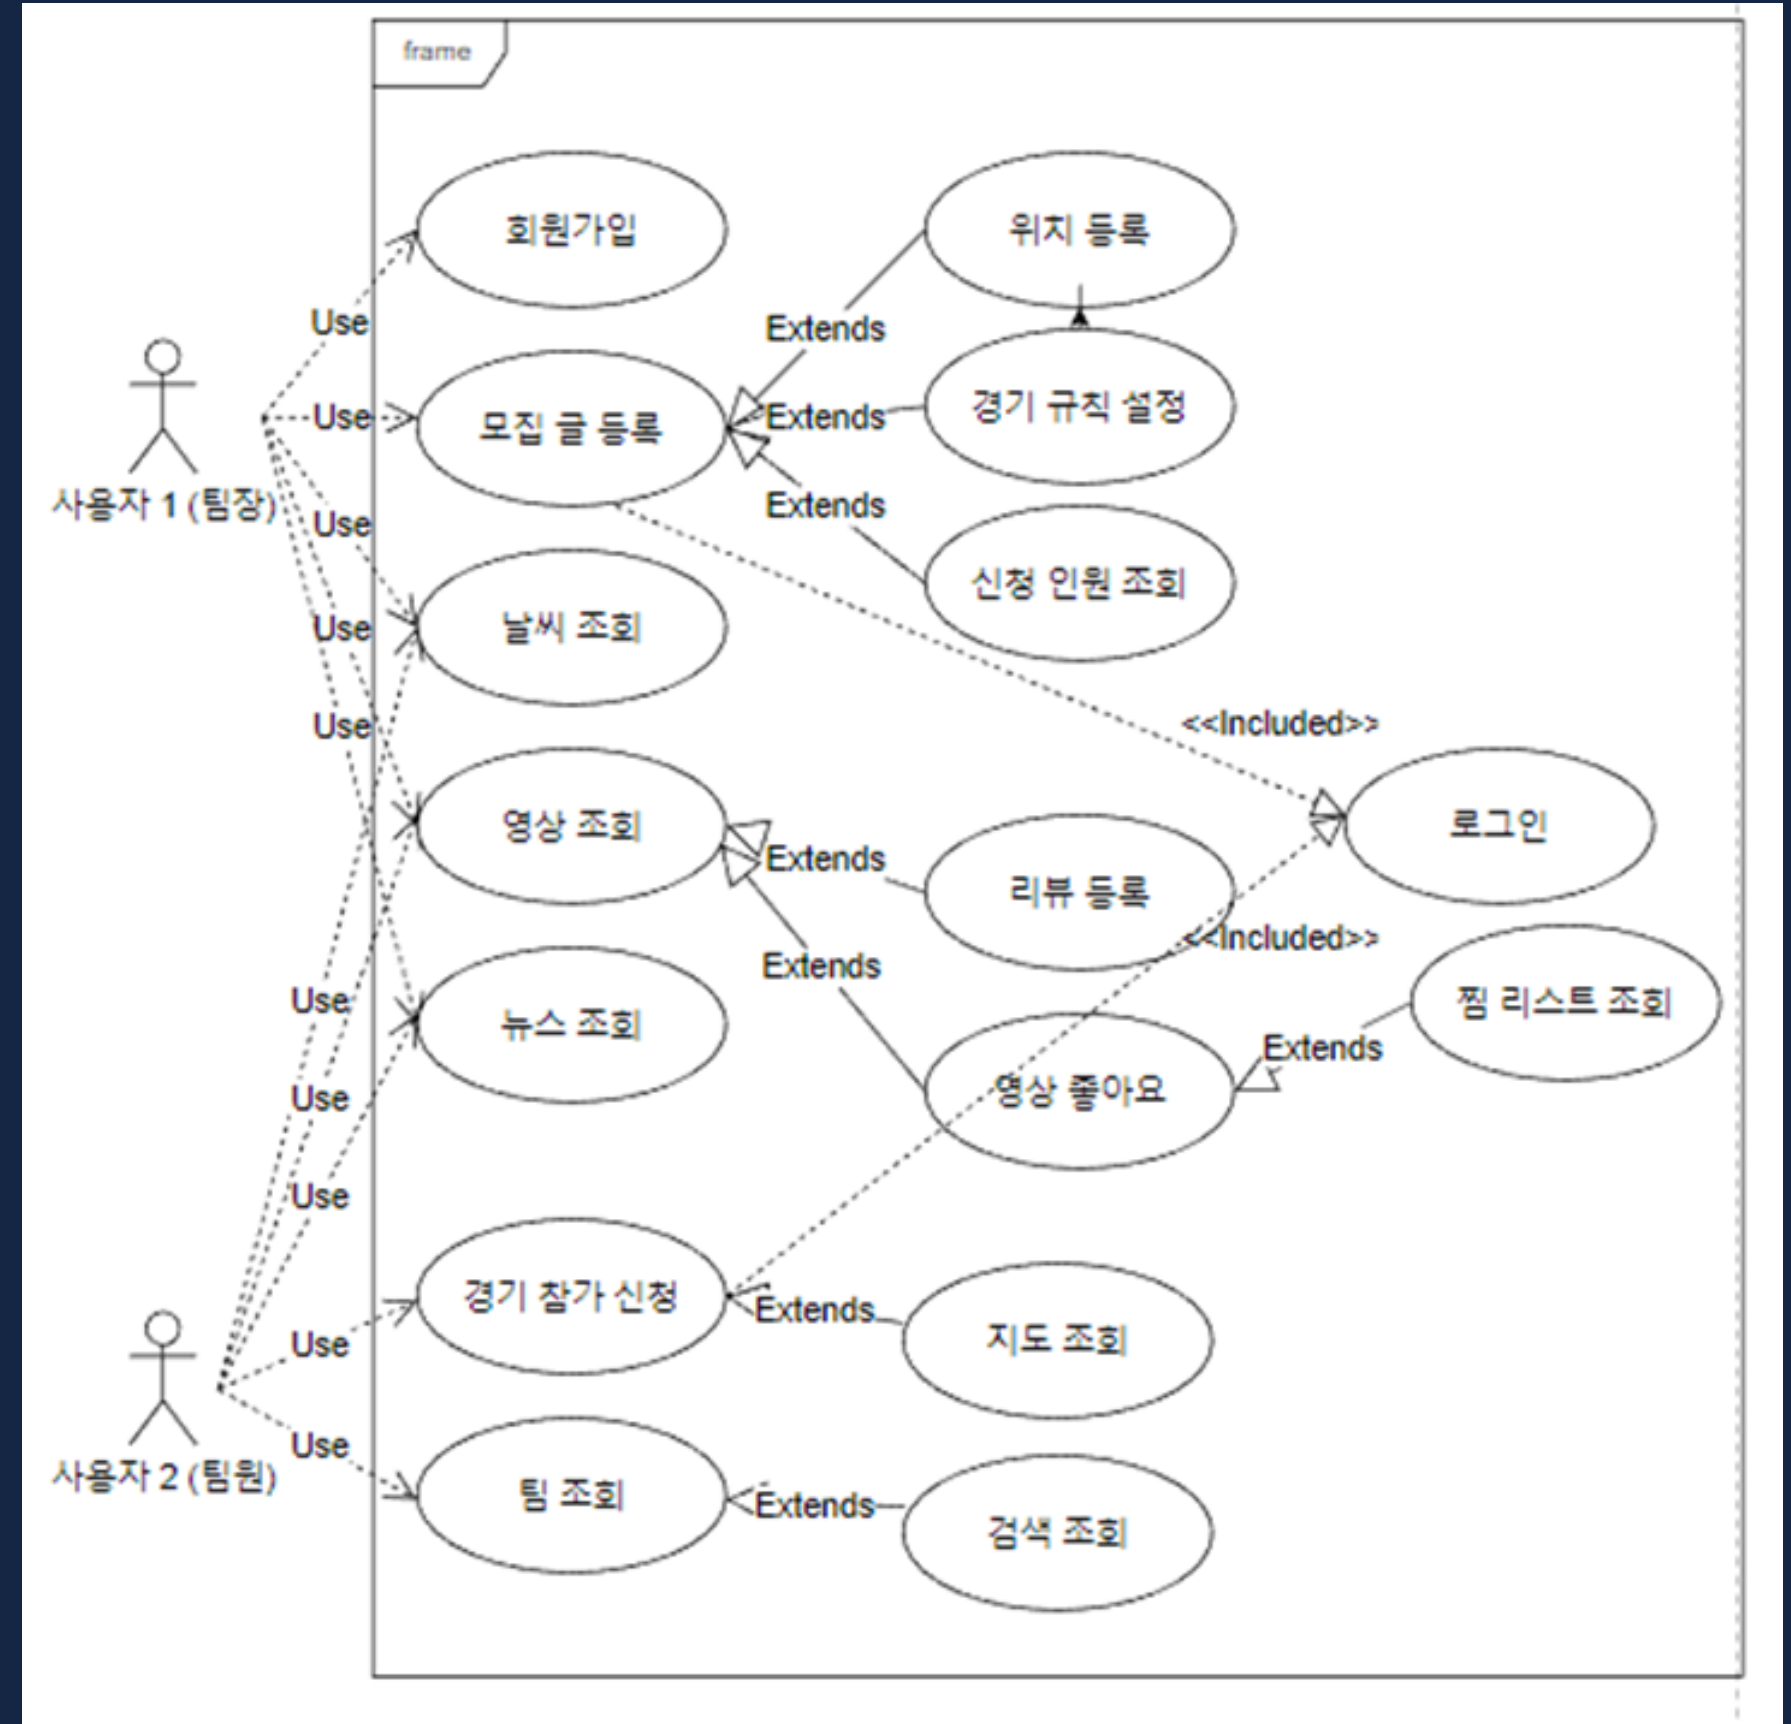 frame
회원가입
위치 등록
Use
Extends
사용자 1 (팀장)
Use
모집 글 등록
Extends
경기 규칙 설정
Extends
Use
신청 인원 조회
Use
날씨 조회
Use
<<Included>>
영상 조회
Extends
리뷰 등록
로그인
<<Included>>
Extends
Use
뉴스 조회
찜 리스트 조회
Extends
Use
영상 좋아요
Use
경기 참가 신청
Extends
Use
지도 조회
사용자 2 (팀원)
Use
팀 조회
Extends
검색 조회